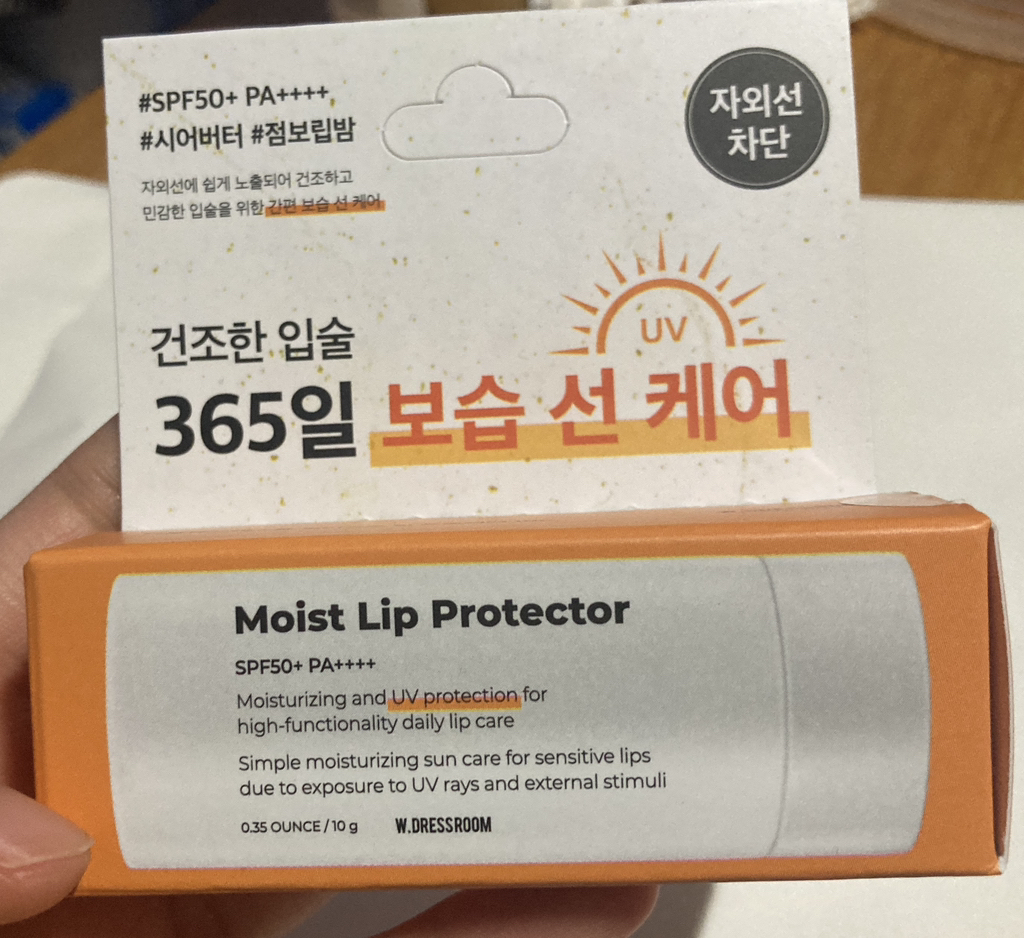 #SPF50+ PA++++
#시어버터 #점보립밤
자외선에 쉽게 노출되어 건조하고
민감한 입술을 위한 간편 보습 선 케어
자외선
차단
UV
건조한 입술
365일 보습 선 케어
Moist Lip Protector
SPF50+ PA++++
Moisturizing and UV protection for
high-functionality daily lip care
Simple moisturizing sun care for sensitive lips
due to exposure to UV rays and external stimuli
0.35 OUNCE / 10 g W.DRESSROOM